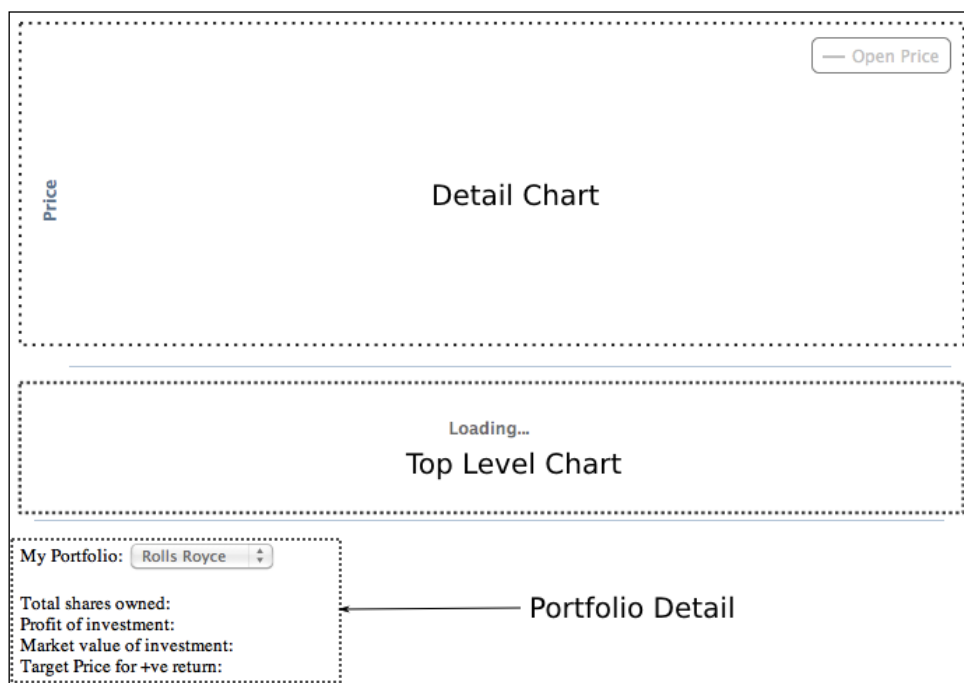 Open Price
Price
Detail Chart
Loading...
Top Level Chart
My Portfolio: Rolls Royce
Total shares owned:
Profit of investment:
Market value of investment:
Target Price for +ve return:
Portfolio Detail